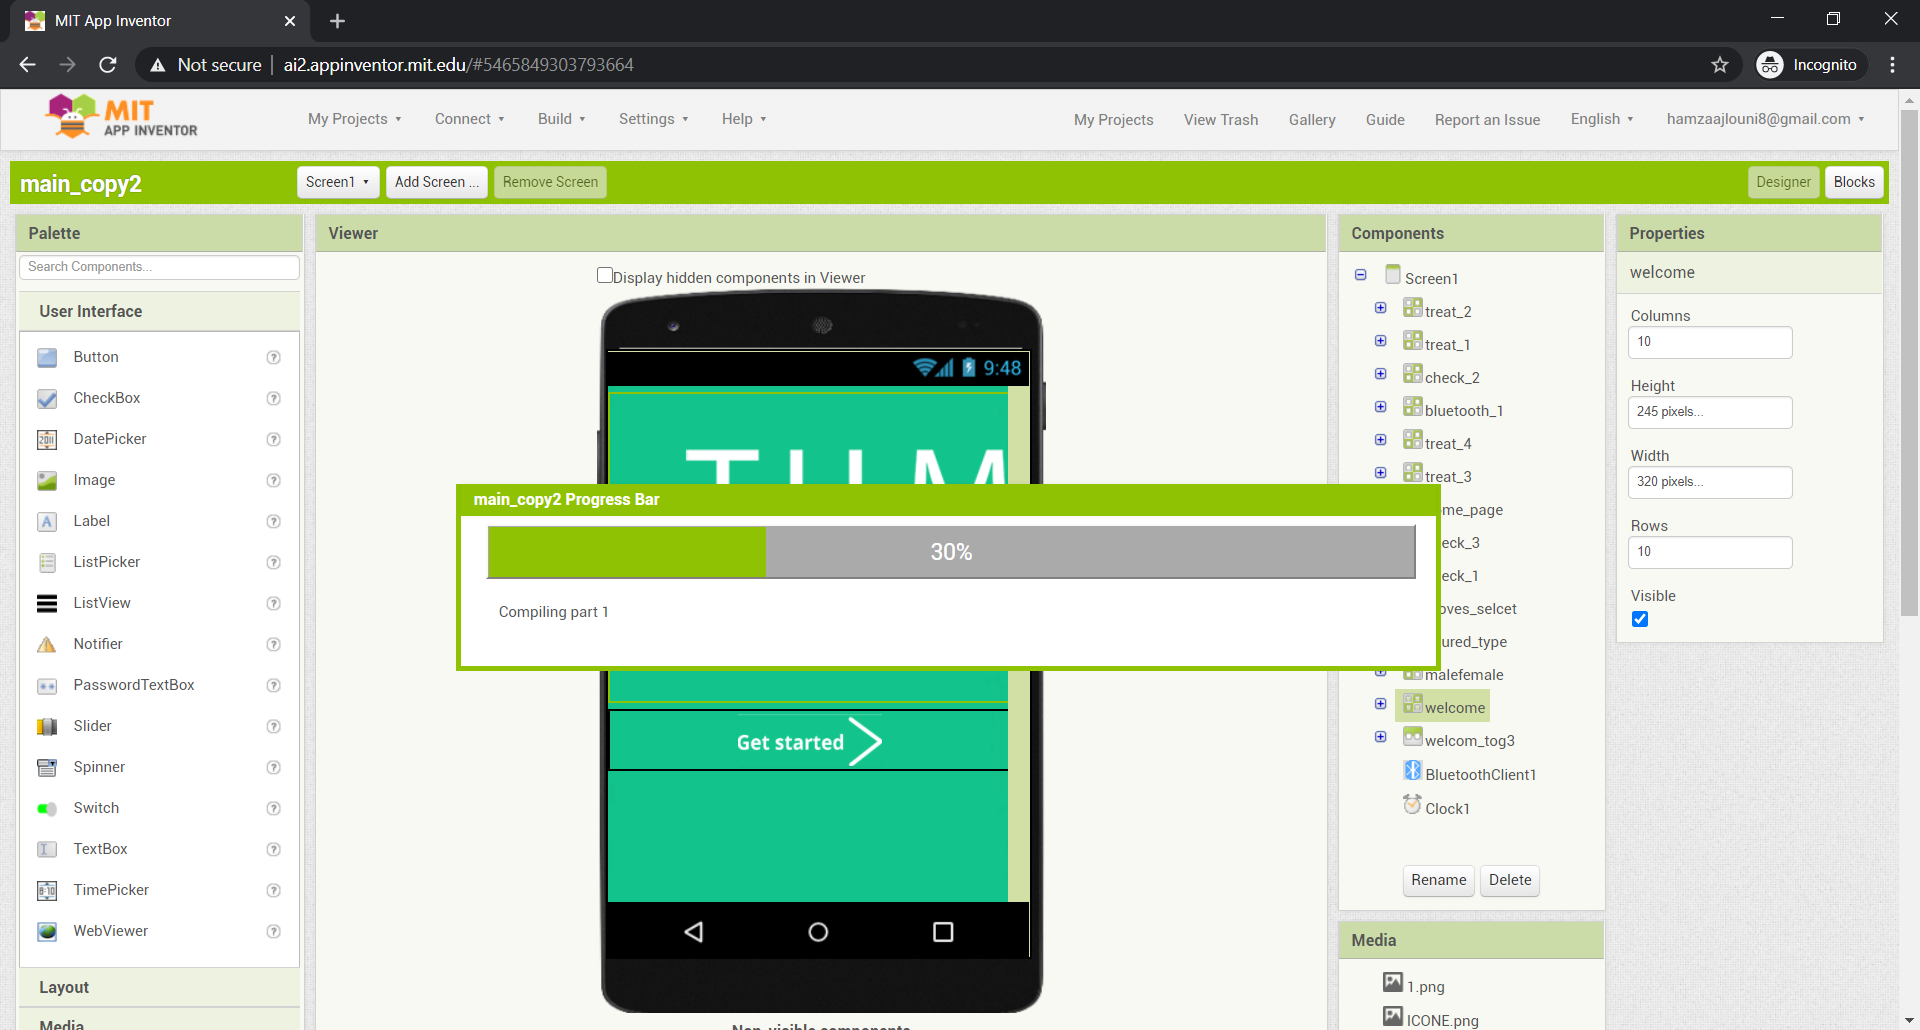 MIT App Inventor
Not secure
ai2.appinventor.mit.edu/#5465849303793664
Incognito
MIT
APP INVENTOR
My Projects
Connect
Build
Settings
Help
My Projects
View Trash
Gallery
Guide
Report an Issue
English
hamzaajlouni8@gmail.com
main_copy2
Screen1
Add Screen ...
Remove Screen
Designer
Blocks
Palette
Search Components...
User Interface
Button
CheckBox
DatePicker
Image
Label
ListPicker
ListView
Notifier
PasswordTextBox
Slider
Spinner
Switch
TextBox
TimePicker
WebViewer
Layout
Media
Viewer
Display hidden components in Viewer
9:48
main_copy2 Progress Bar
30%
Compiling part 1
Get started
Non-visible components
Components
Screen1
treat_2
treat_1
check_2
bluetooth_1
treat_4
treat_3
me_page
eck_3
eck_1
oves_selcet
ured_type
malefemale
welcome
welcom_tog3
BluetoothClient1
Clock1
Rename
Delete
Media
1.png
ICONE.png
Properties
welcome
Columns
10
Height
245 pixels...
Width
320 pixels...
Rows
10
Visible